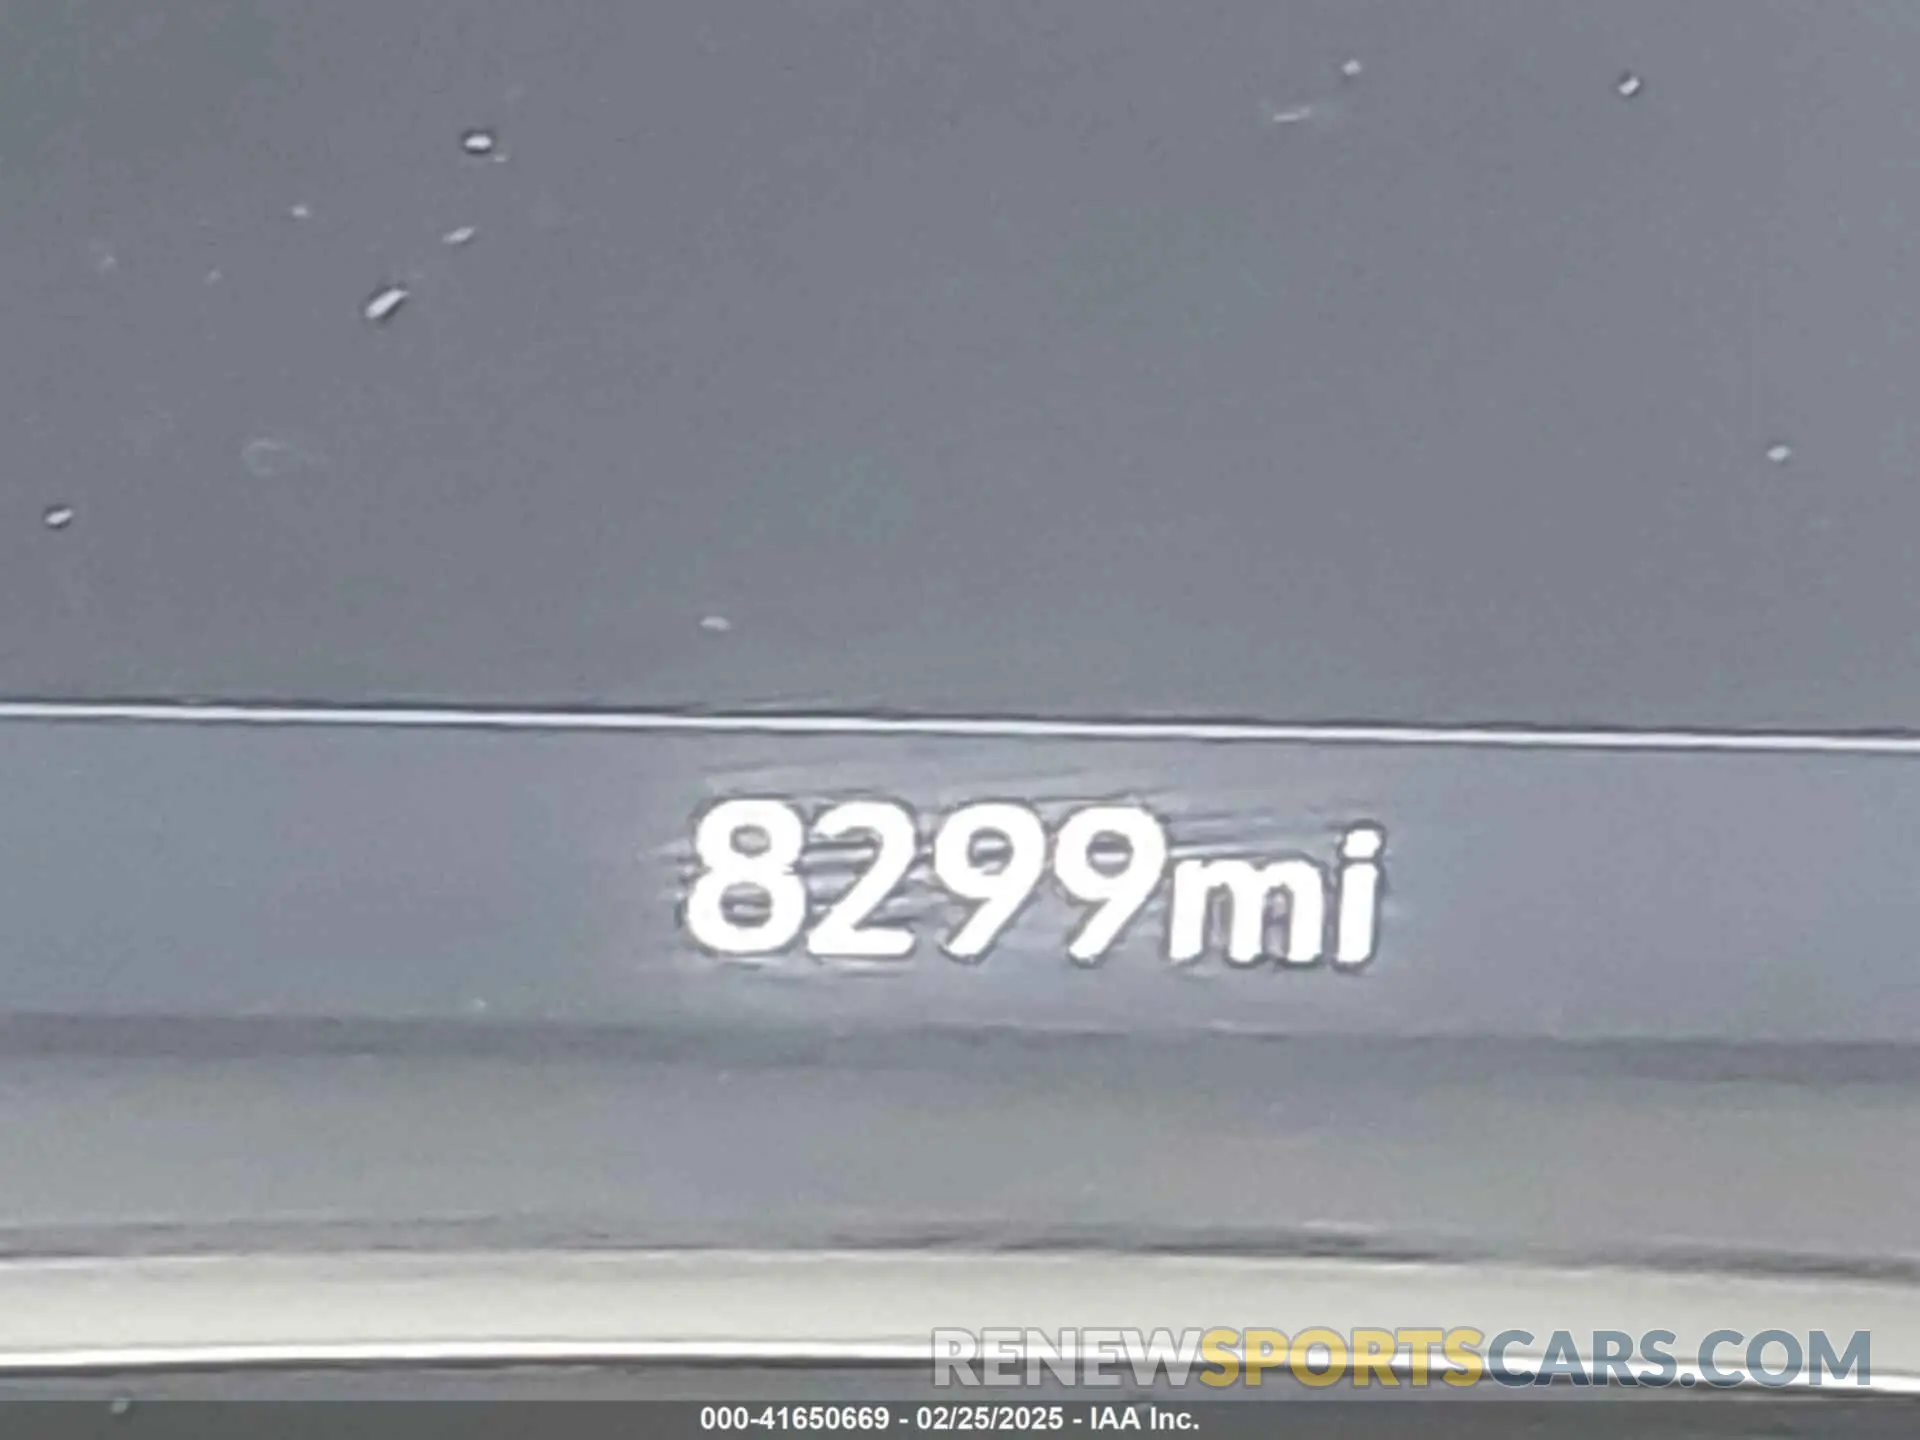 8299mi
RENEWSPORTSCARS.COM
000-41650669 - 02/25/2025 - IAA Inc.